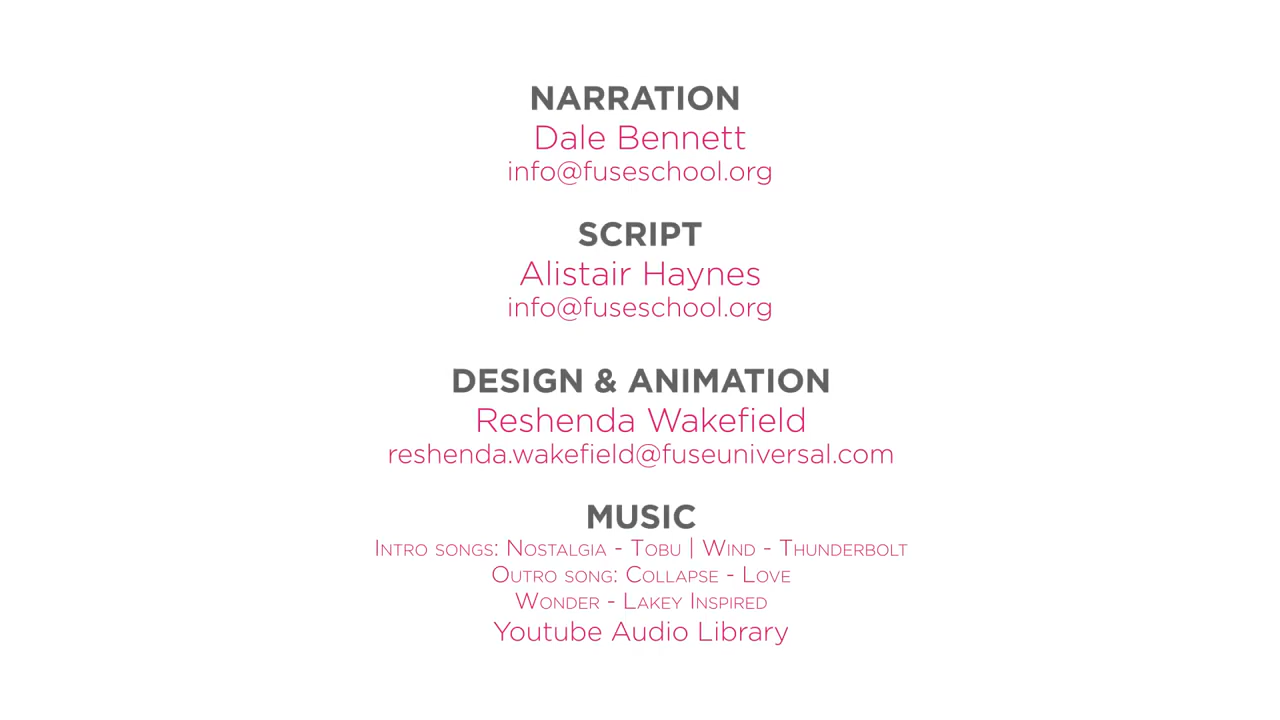 NARRATION
Dale Bennett
info@fuseschool.org
SCRIPT
Alistair Haynes
info@fuseschool.org
DESIGN & ANIMATION
Reshenda Wakefield
reshenda.wakefield@fuseuniversal.com
MUSIC
Intro songs: Nostalgia - Tobu | Wind - Thunderbolt
Outro song: Collapse - Love
Wonder - Lakey Inspired
Youtube Audio Library